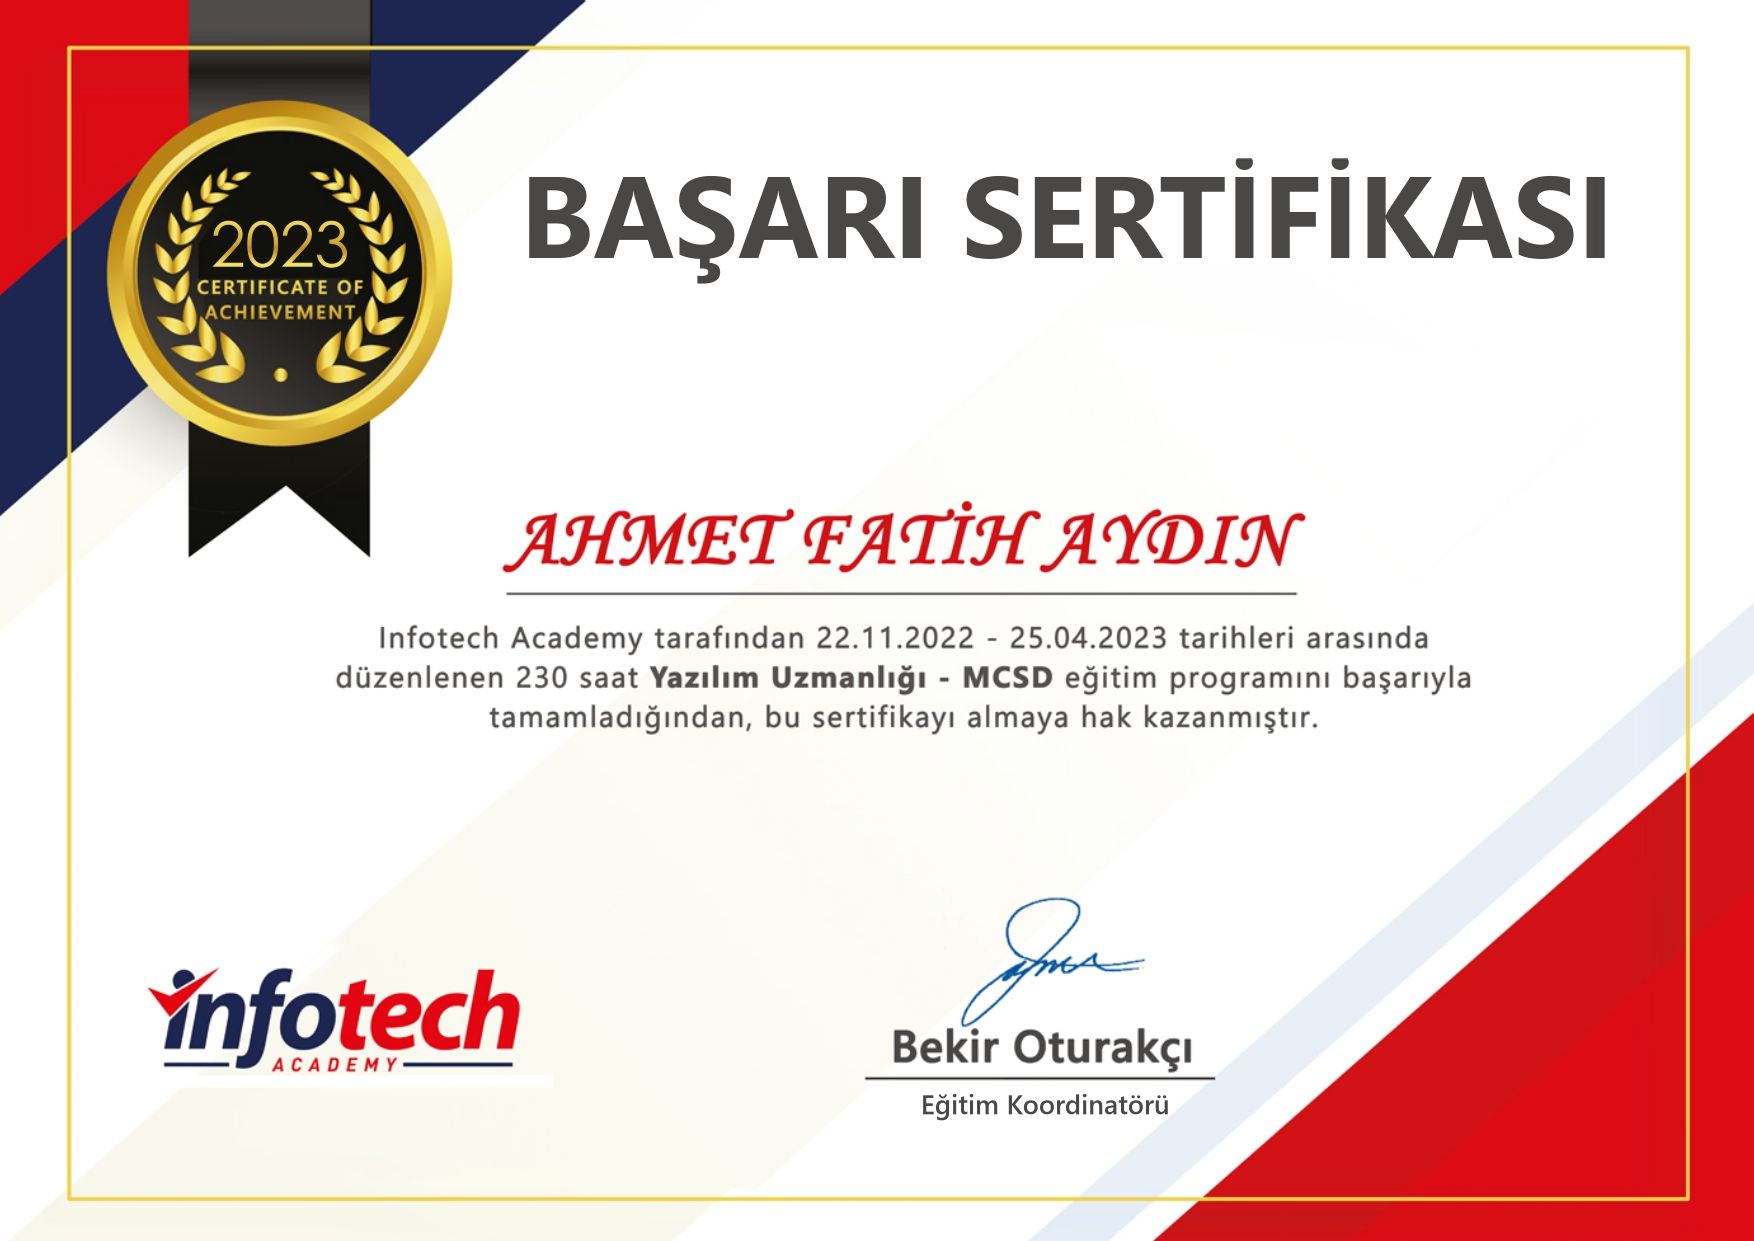 2023
CERTIFICATE OF
ACHIEVEMENT
BAŞARI SERTİFİKASI
AHMET FATİH AYDIN
Infotech Academy tarafından 22.11.2022 - 25.04.2023 tarihleri arasında
düzenlenen 230 saat Yazılım Uzmanlığı - MCSD eğitim programını başarıyla
tamamladığından, bu sertifikayı almaya hak kazanmıştır.
infotech
ACADEMY
Bekir Oturakçı
Eğitim Koordinatörü